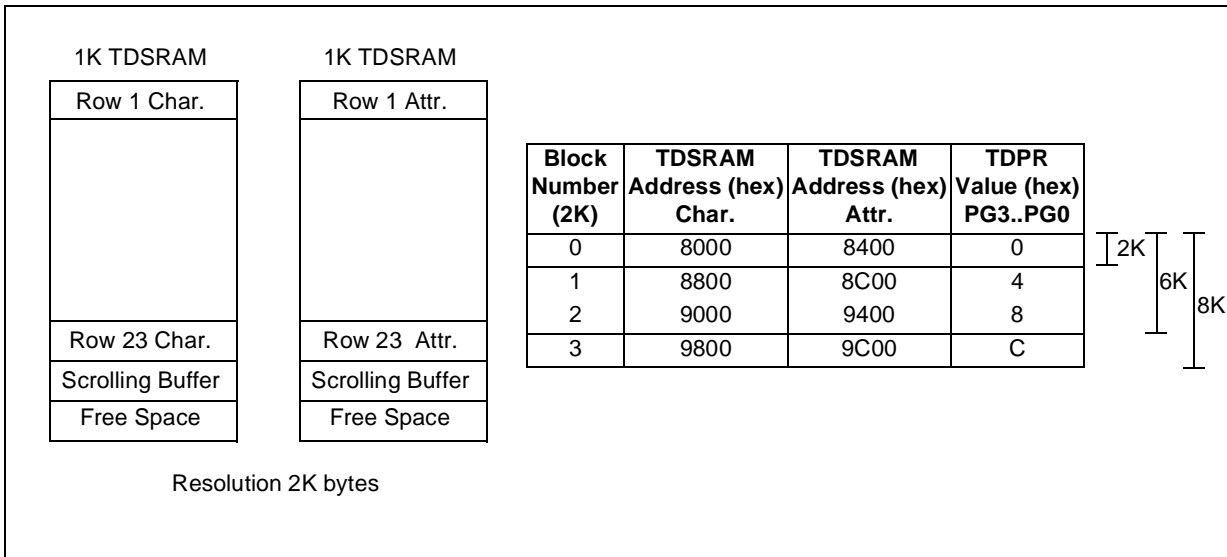 1K TDSRAM 1K TDSRAM
Row 1 Char. Row 1 Attr.
Row 23 Char. Row 23 Attr.
Scrolling Buffer Scrolling Buffer
Free Space Free Space
Resolution 2K bytes
Block TDSRAM TDSRAM TDPR
Number Address (hex) Address (hex) Value (hex)
(2K) Char. Attr. PG3..PG0
0 8000 8400 0
1 8800 8C00 4
2 9000 9400 8
3 9800 9C00 C
2K
6K
8K